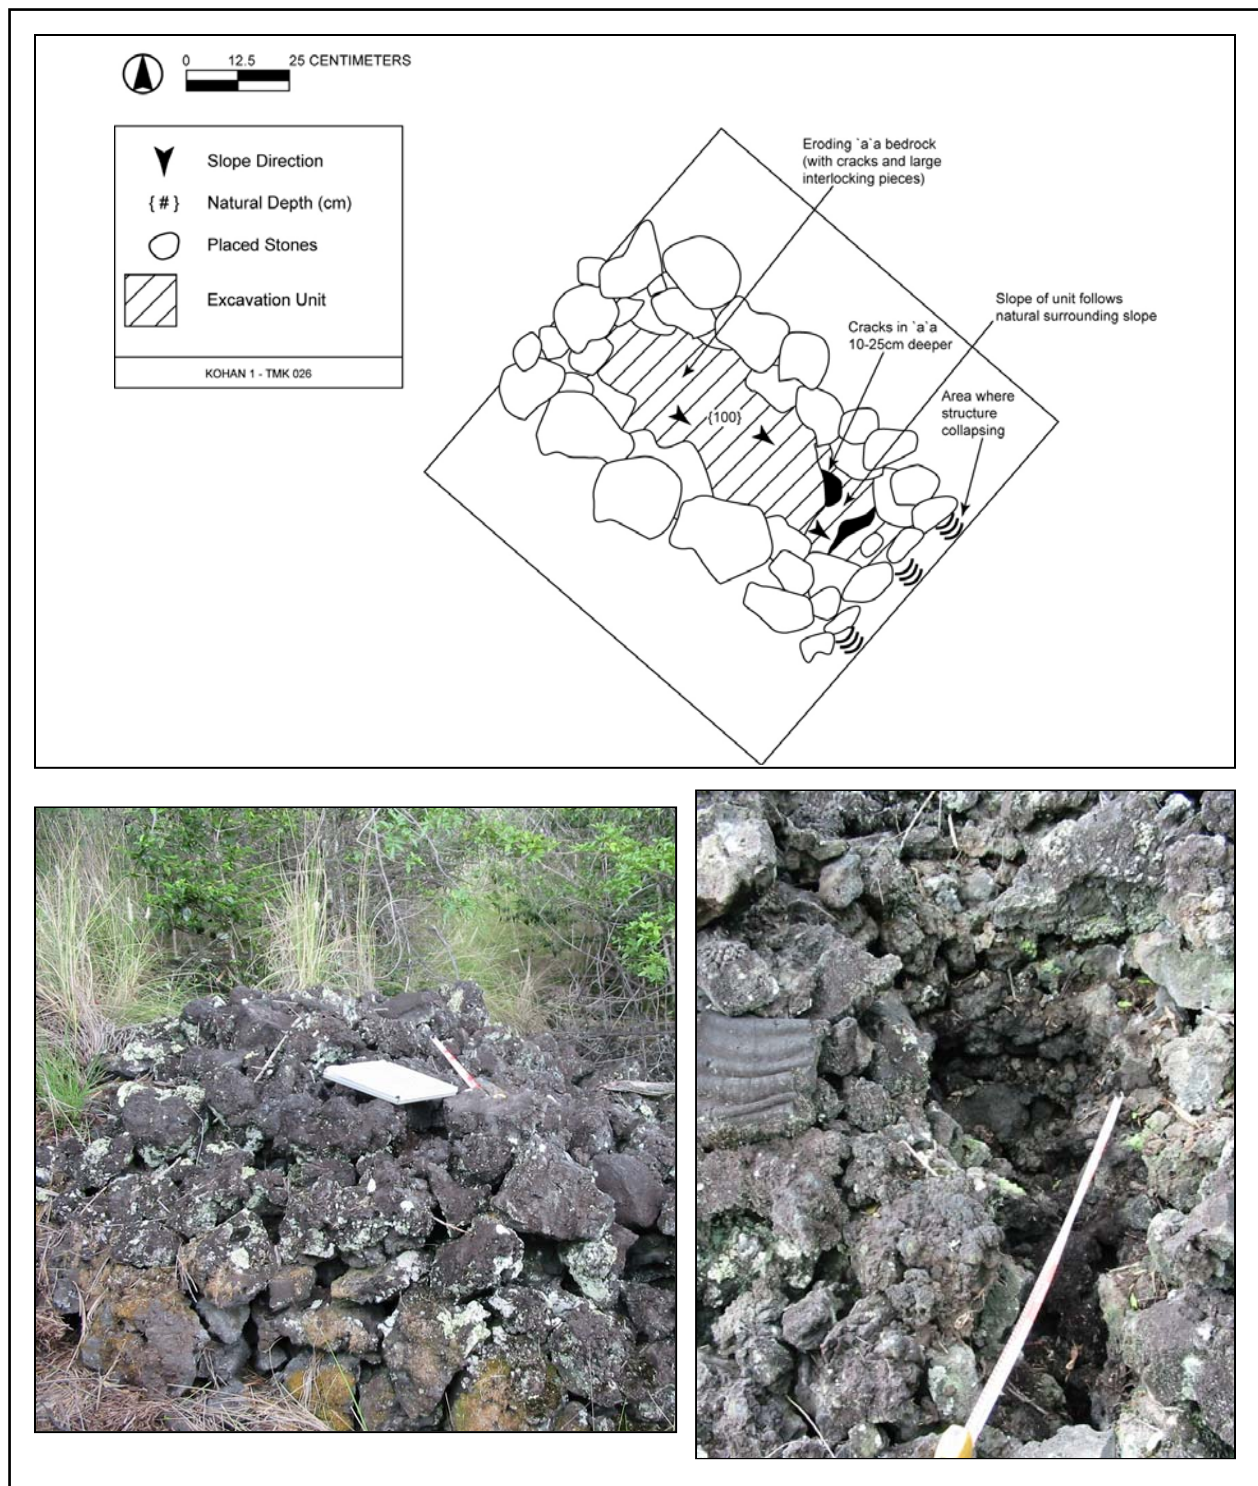 0 12.5 25 CENTIMETERS
Slope Direction
{ # } Natural Depth (cm)
Placed Stones
Excavation Unit
KOHAN 1 - TMK 026
Eroding `a`a bedrock
(with cracks and large
interlocking pieces)
Slope of unit follows
natural surrounding slope
Cracks in `a`a
10-25cm deeper
Area where
structure
collapsing
{100}